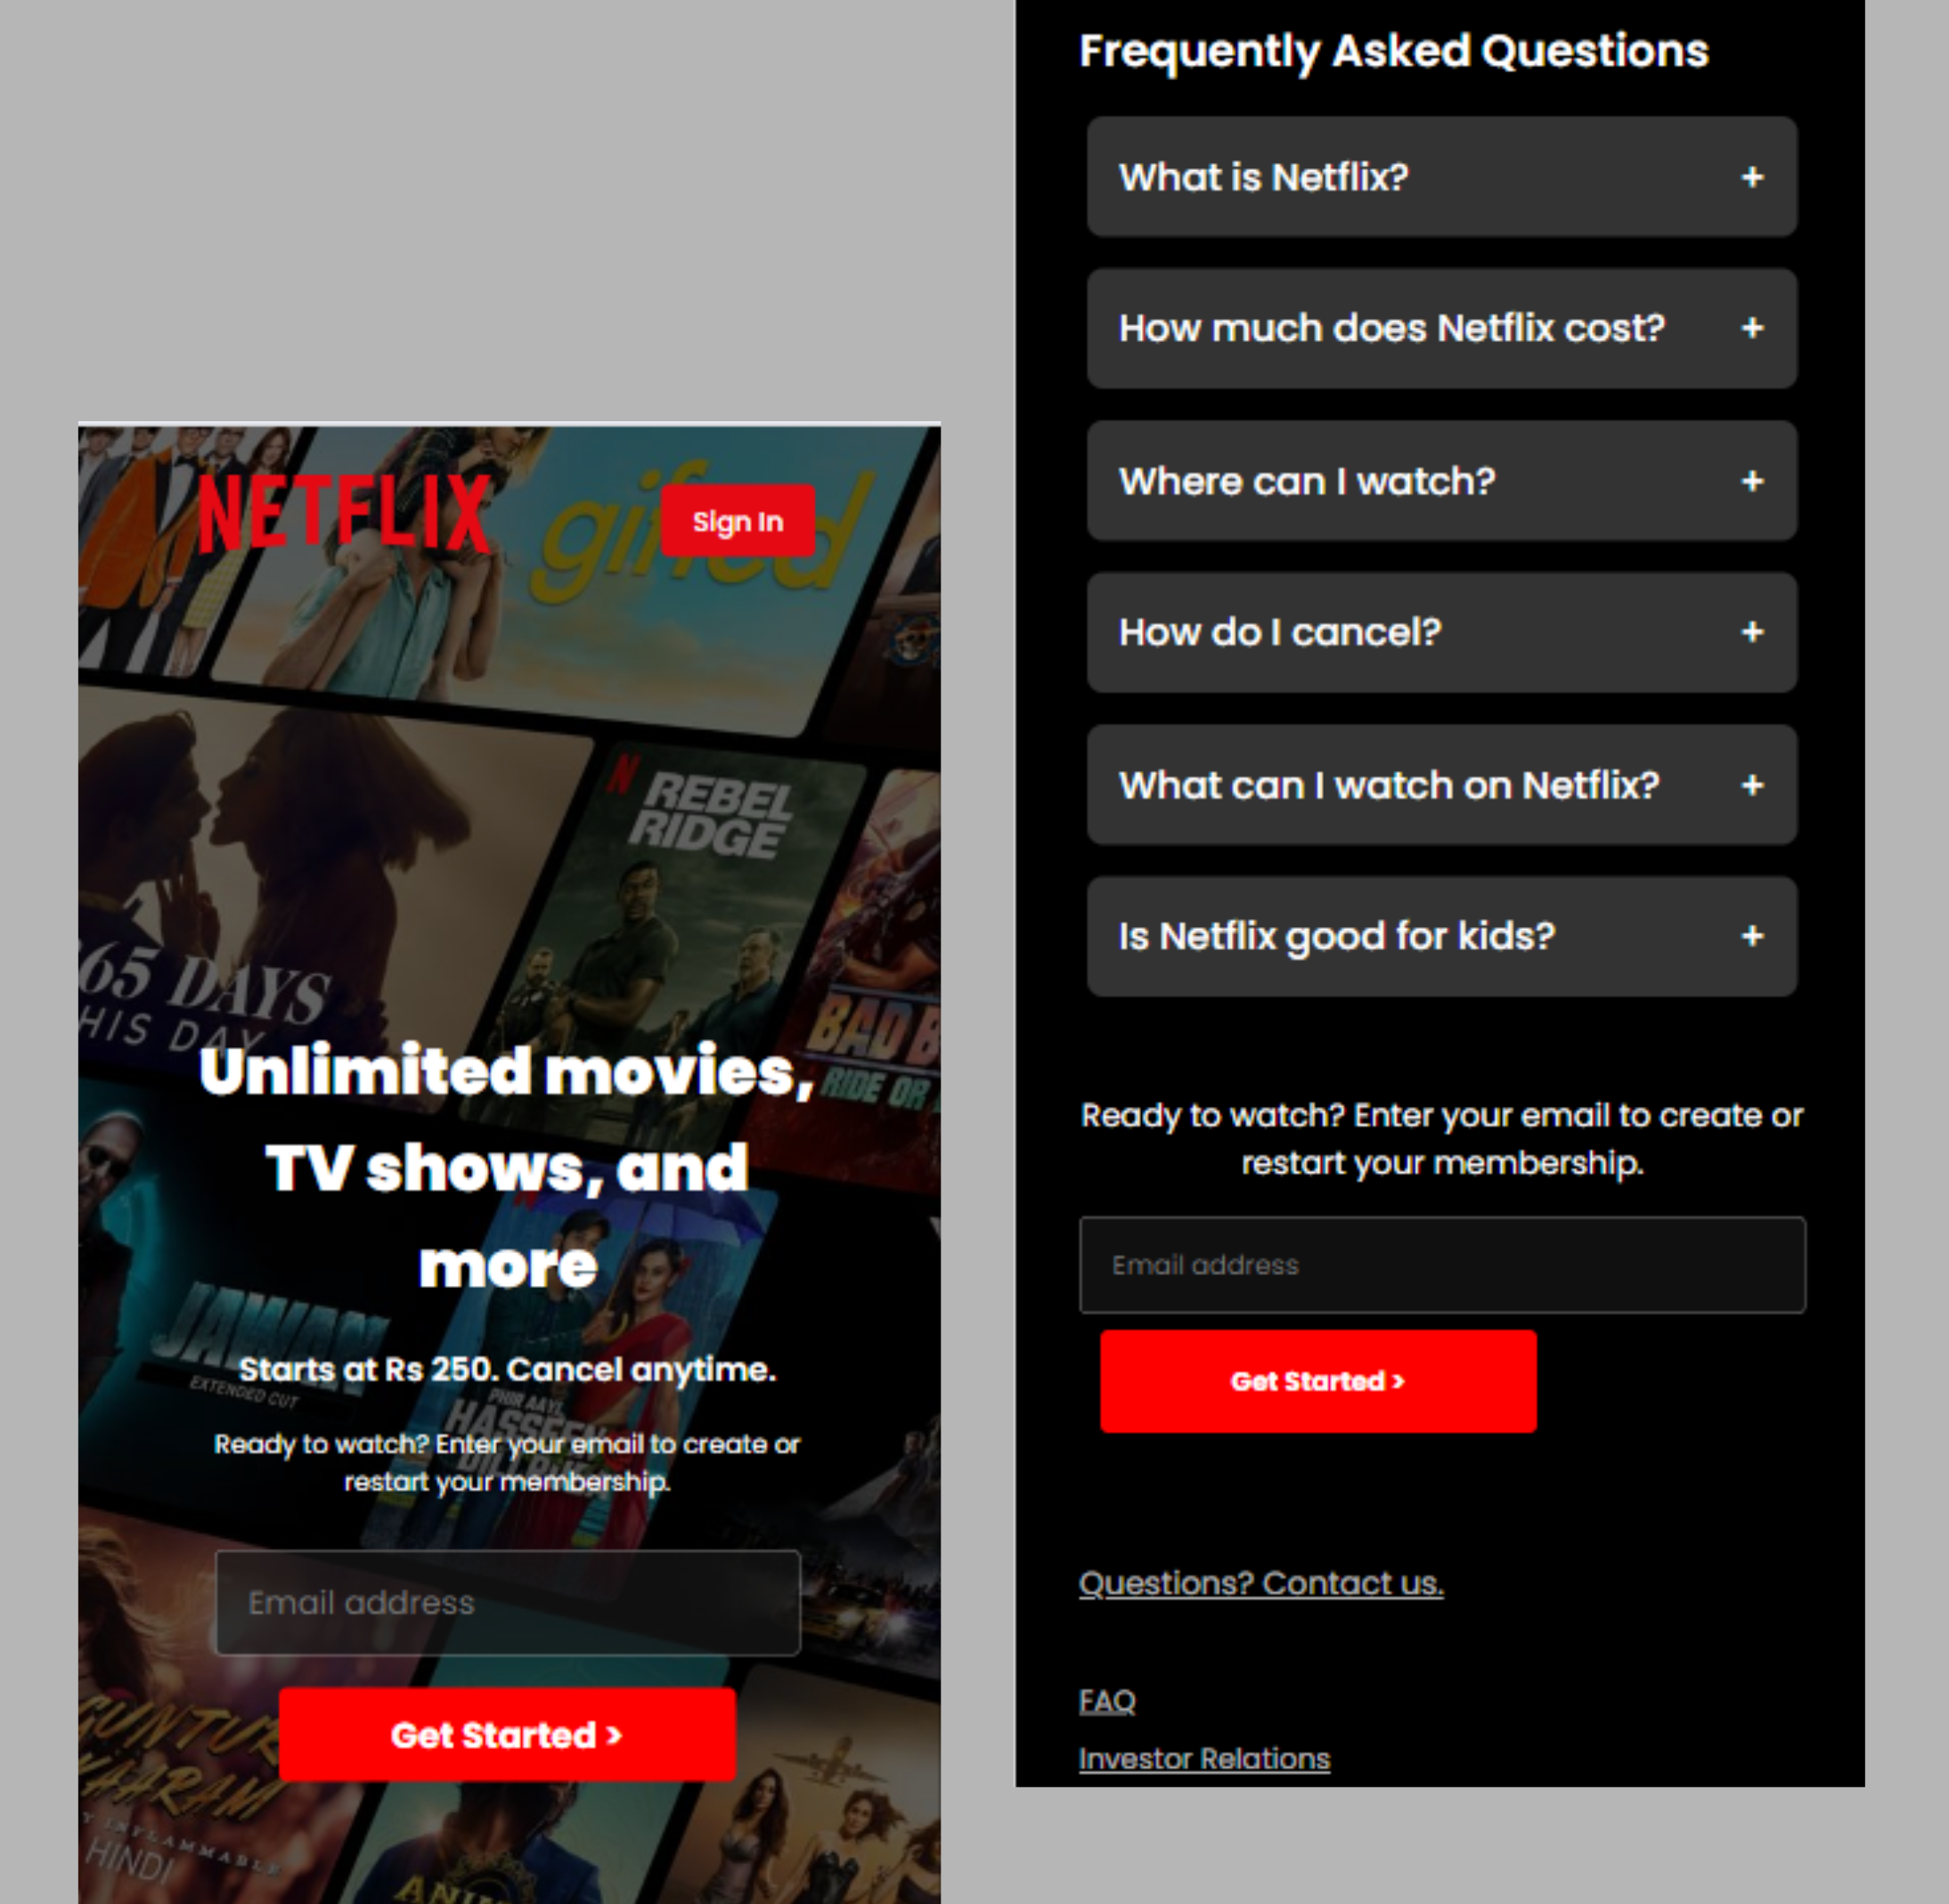 NETFLIX
Sign In
gifted
N
REBEL
RIDGE
65 DAYS
HIS DAY
BAD B
RIDE OR
Unlimited movies,
TV shows, and
more
JAWAN
EXTENDED CUT
Starts at Rs 250. Cancel anytime.
PHIR AAYI
HASSEEN
DILLRUBA
Ready to watch? Enter your email to create or
restart your membership.
Email address
Get Started >
GUNTUR
KAARAM
Y INFLAMMABLE
HINDI
Frequently Asked Questions
What is Netflix? +
How much does Netflix cost? +
Where can I watch? +
How do I cancel? +
What can I watch on Netflix? +
Is Netflix good for kids? +
Ready to watch? Enter your email to create or
restart your membership.
Email address
Get Started >
Questions? Contact us.
FAQ
Investor Relations